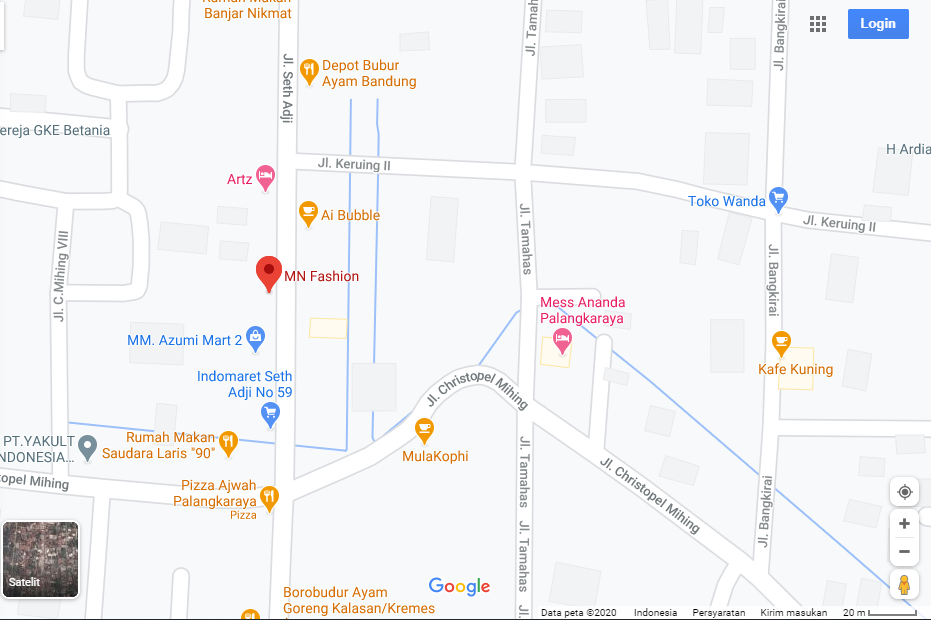 Rumah Makan
Banjar Nikmat
Jl. Seth Adji
Depot Bubur
Ayam Bandung
Jl. Tamahas
Jl. Bangkirai
Login
ereja GKE Betania
Jl. Keruing II
H Ardia
Artz
Ai Bubble
Toko Wanda
Jl. Keruing II
Jl. C.Mihing VIII
Jl. Tamahas
Jl. Bangkirai
MN Fashion
Mess Ananda
Palangkaraya
MM. Azumi Mart 2
Kafe Kuning
Indomaret Seth
Adji No 59
Jl. Christopel Mihing
PT.YAKULT
INDONESIA...
Rumah Makan
Saudara Laris "90"
MulaKophi
Jl. Tamahas
Jl. Christopel Mihing
Jl. Bangkirai
topel Mihing
Pizza Ajwah
Palangkaraya
Pizza
Jl. Tamahas
Satelit
Borobudur Ayam
Goreng Kalasan/Kremes
Google
Jl.
Data peta ©2020
Indonesia
Persyaratan
Kirim masukan
20 m